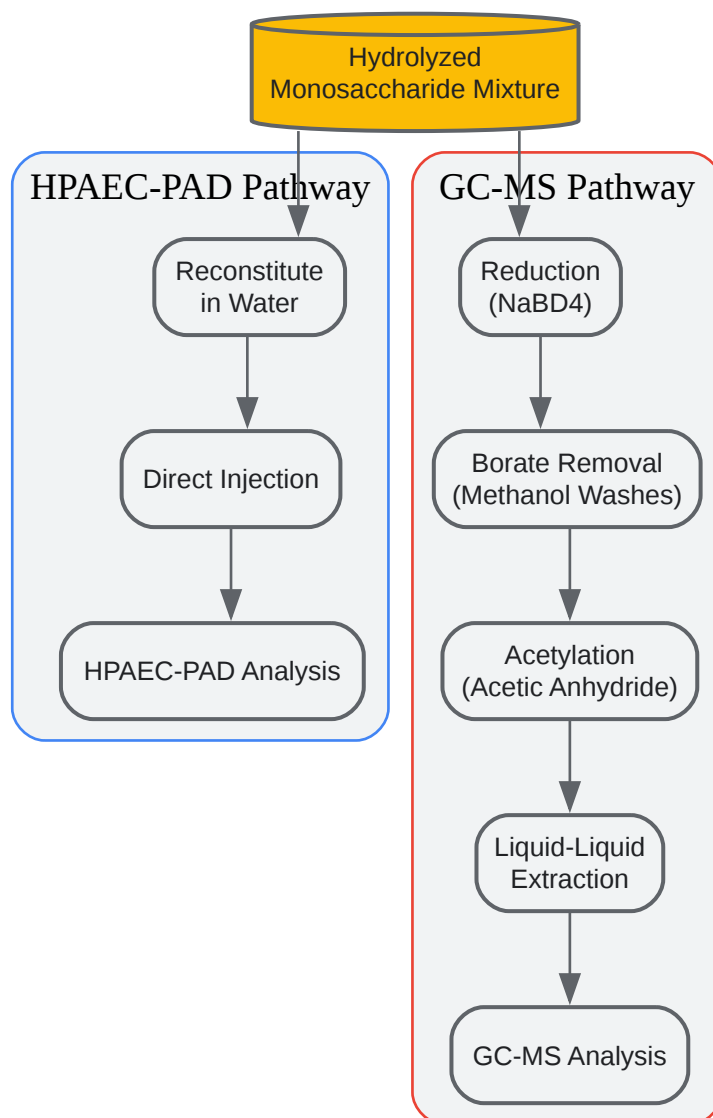 Hydrolyzed
Monosaccharide Mixture
HPAEC-PAD Pathway
Reconstitute
in Water
Direct Injection
HPAEC-PAD Analysis
GC-MS Pathway
Reduction
(NaBD4)
Borate Removal
(Methanol Washes)
Acetylation
(Acetic Anhydride)
Liquid-Liquid
Extraction
GC-MS Analysis